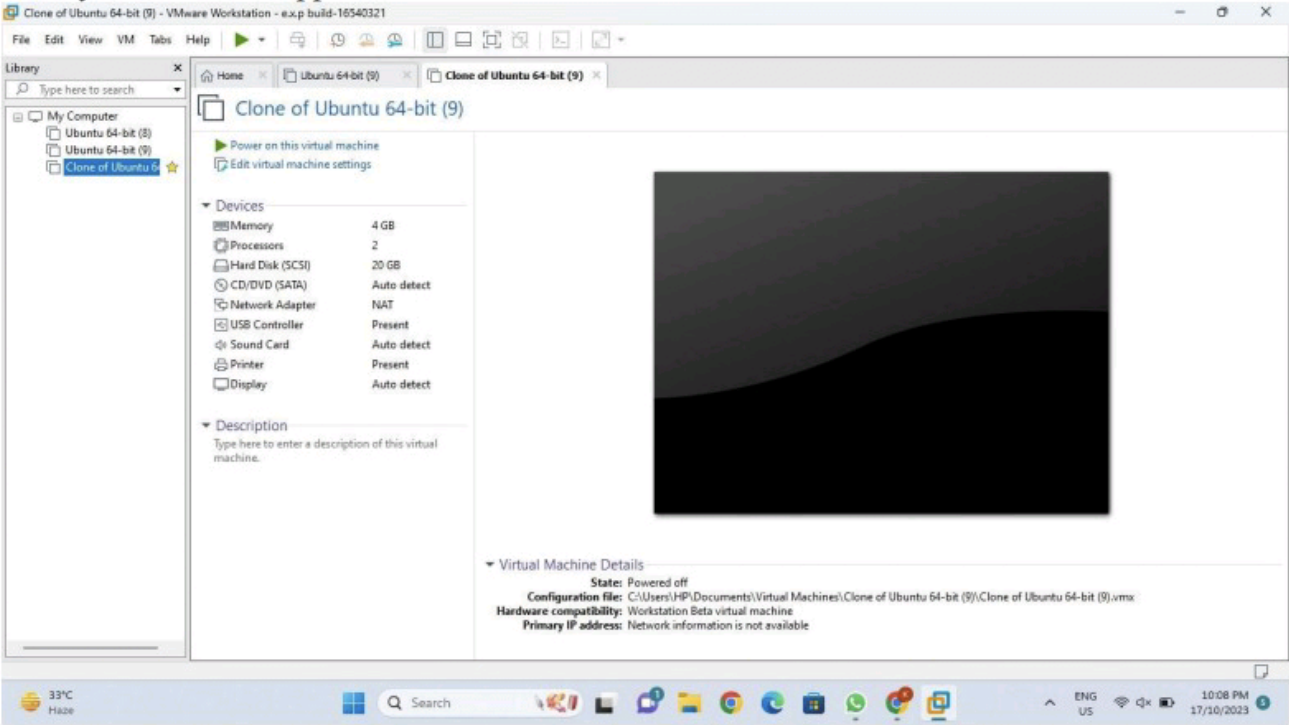 Clone of Ubuntu 64-bit (9) - VMware Workstation - e.x.p build-16540321
File Edit View VM Tabs Help
Library
Type here to search
My Computer
Ubuntu 64-bit (8)
Ubuntu 64-bit (9)
Clone of Ubuntu 6
Home
Ubuntu 64-bit (9)
Clone of Ubuntu 64-bit (9)
Clone of Ubuntu 64-bit (9)
Power on this virtual machine
Edit virtual machine settings
Devices
Memory 4 GB
Processors 2
Hard Disk (SCSI) 20 GB
CD/DVD (SATA) Auto detect
Network Adapter NAT
USB Controller Present
Sound Card Auto detect
Printer Present
Display Auto detect
Description
Type here to enter a description of this virtual
machine.
Virtual Machine Details
State: Powered off
Configuration file: C:\Users\HP\Documents\Virtual Machines\Clone of Ubuntu 64-bit (9)\Clone of Ubuntu 64-bit (9).vmx
Hardware compatibility: Workstation Beta virtual machine
Primary IP address: Network information is not available
33°C
Haze
Search
ENG
US
10:08 PM
17/10/2023